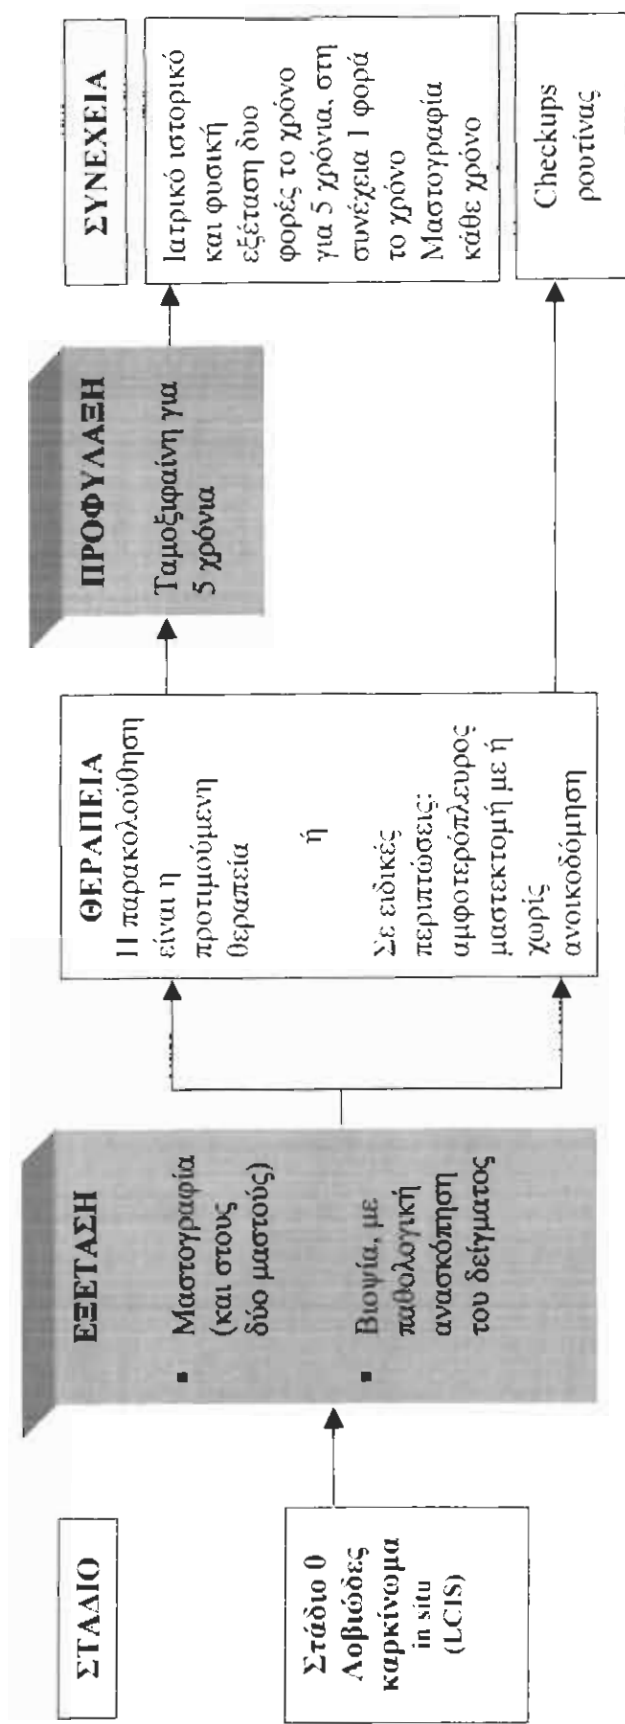 ΣΤΑΔΙΟ
Στάδιο 0
Λοβιώδες
καρκίνωμα
in situ
(LCIS)
ΕΞΕΤΑΣΗ
▪ Μαστογραφία
(και στους
δύο μαστούς)
▪ Βιοψία, με
παθολογική
ανασκόπηση
του δείγματος
ΘΕΡΑΠΕΙΑ
Η παρακολούθηση
είναι η
προτιμούμενη
θεραπεία
ή
Σε ειδικές
περιπτώσεις:
αμφοτερόπλευρος
μαστεκτομή με ή
χωρίς
ανοικοδόμηση
ΠΡΟΦΥΛΑΞΗ
Ταμοξιφαίνη για
5 χρόνια
ΣΥΝΕΧΕΙΑ
Ιατρικό ιστορικό
και φυσική
εξέταση δυο
φορές το χρόνο
για 5 χρόνια, στη
συνέχεια 1 φορά
το χρόνο
Μαστογραφία
κάθε χρόνο
Checkups
ρουτίνας